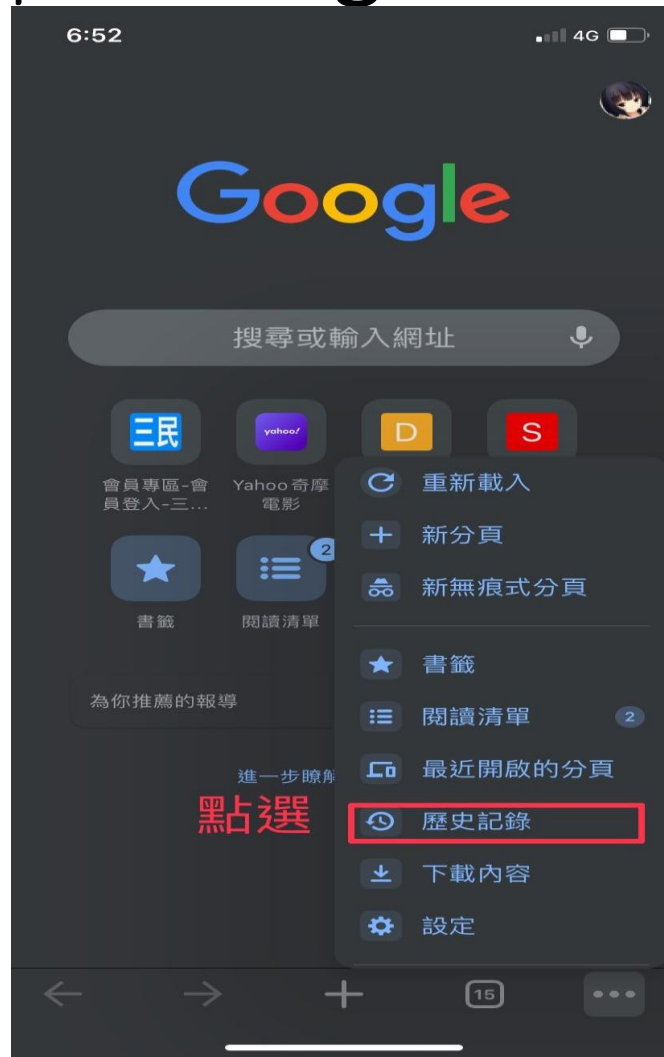 6:52
4G
Google
搜尋或輸入網址
三民
yahoo!
D
S
會員專區-會
員登入-三...
Yahoo奇摩
電影
重新載入
新分頁
新無痕式分頁
2
書籤
閱讀清單
書籤
閱讀清單 2
為你推薦的報導
最近開啟的分頁
進一步瞭解
點選
歷史記錄
下載內容
設定
15